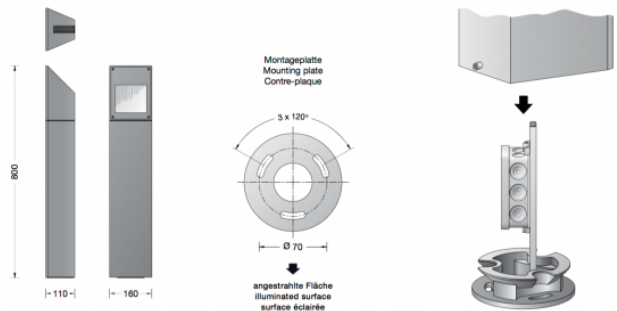 800
110
160
Montageplatte
Mounting plate
Contre-plaque
3 x 120°
Ø 70
angestrahlte Fläche
illuminated surface
surface éclairée